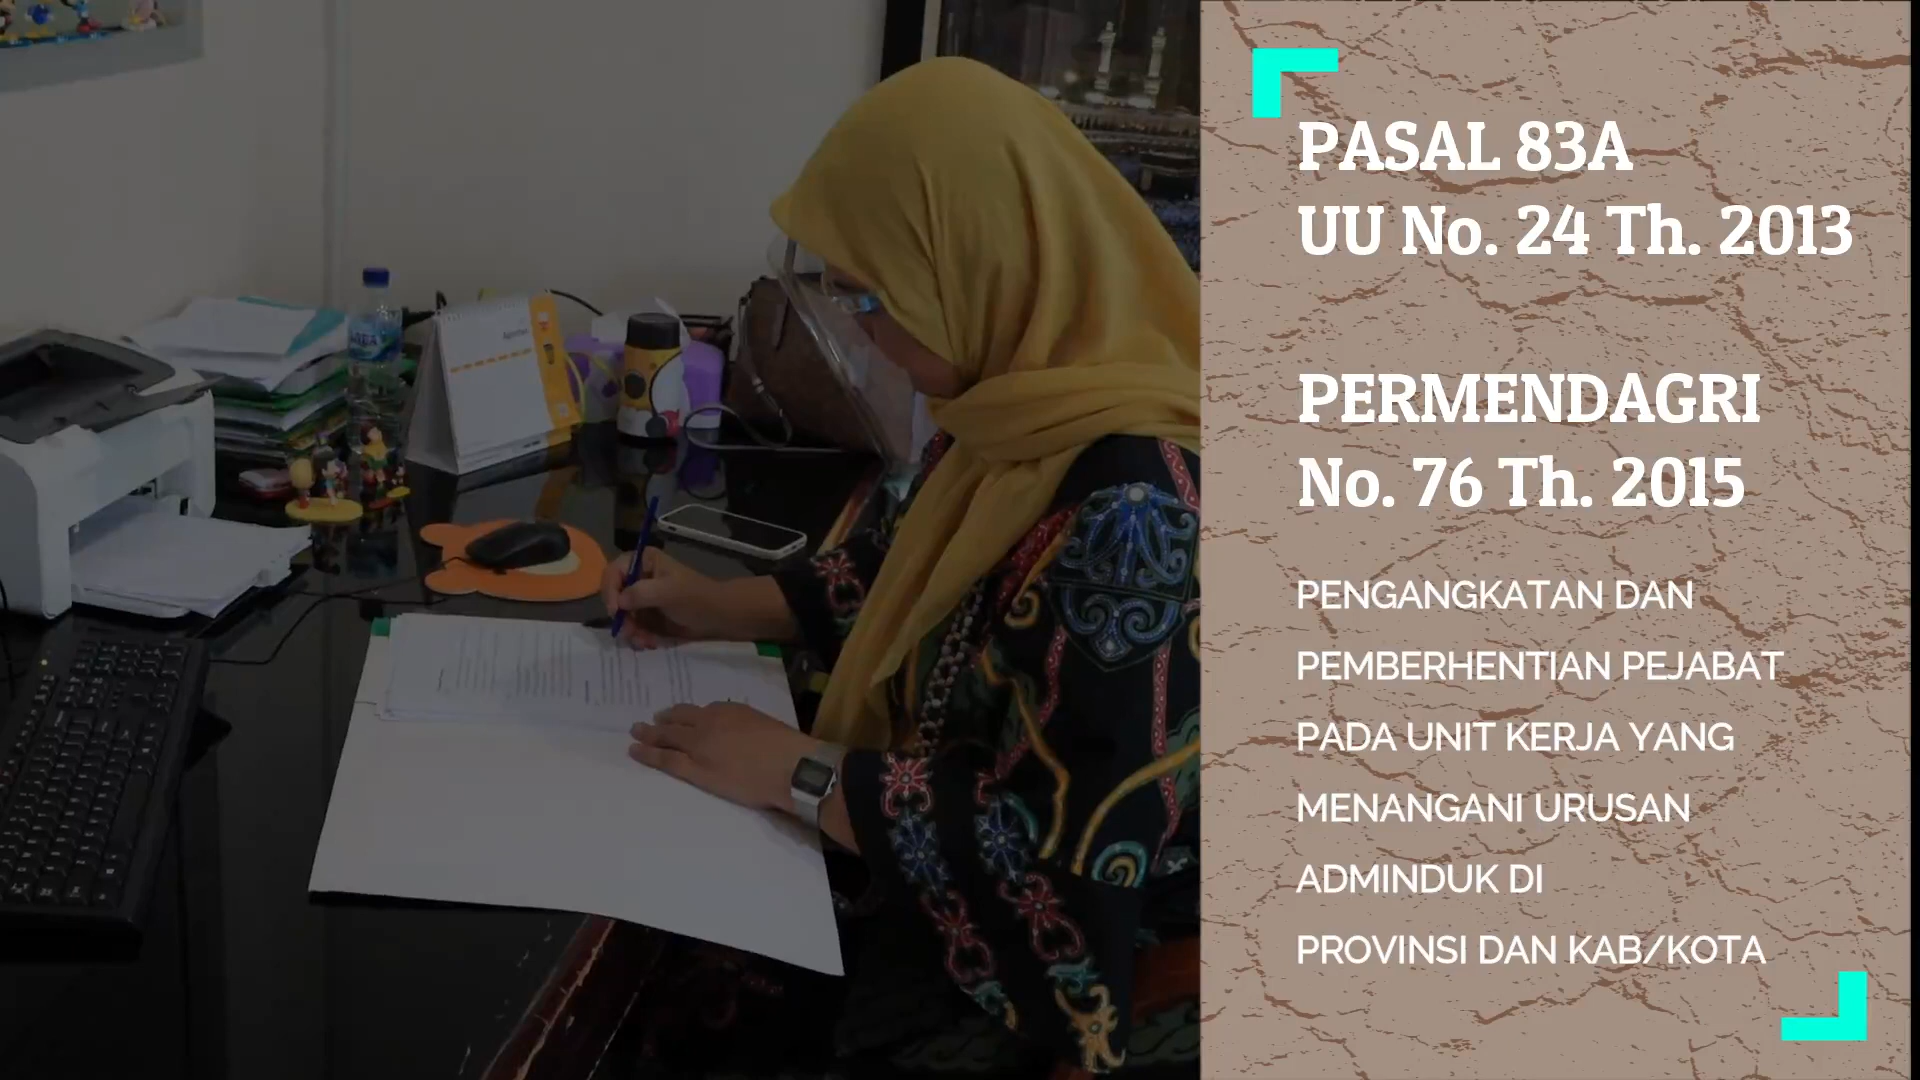 PASAL 83A
UU No. 24 Th. 2013
PERMENDAGRI
No. 76 Th. 2015
PENGANGKATAN DAN
PEMBERHENTIAN PEJABAT
PADA UNIT KERJA YANG
MENANGANI URUSAN
ADMINDUK DI
PROVINSI DAN KAB/KOTA